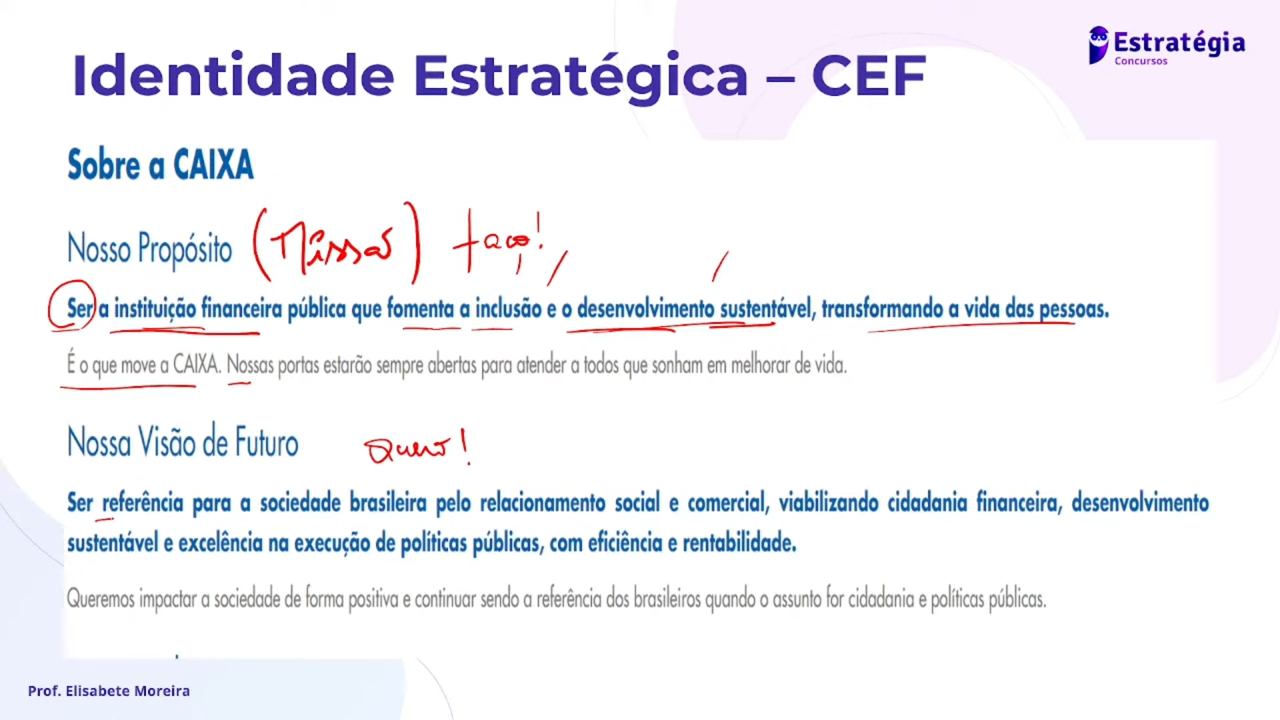 Estratégia
Concursos
Identidade Estratégica – CEF
Sobre a CAIXA
Nosso Propósito (Missão) faço!
Ser a instituição financeira pública que fomenta a inclusão e o desenvolvimento sustentável, transformando a vida das pessoas.
É o que move a CAIXA. Nossas portas estarão sempre abertas para atender a todos que sonham em melhorar de vida.
Nossa Visão de Futuro Quero!
Ser referência para a sociedade brasileira pelo relacionamento social e comercial, viabilizando cidadania financeira, desenvolvimento
sustentável e excelência na execução de políticas públicas, com eficiência e rentabilidade.
Queremos impactar a sociedade de forma positiva e continuar sendo a referência dos brasileiros quando o assunto for cidadania e políticas públicas.
Prof. Elisabete Moreira